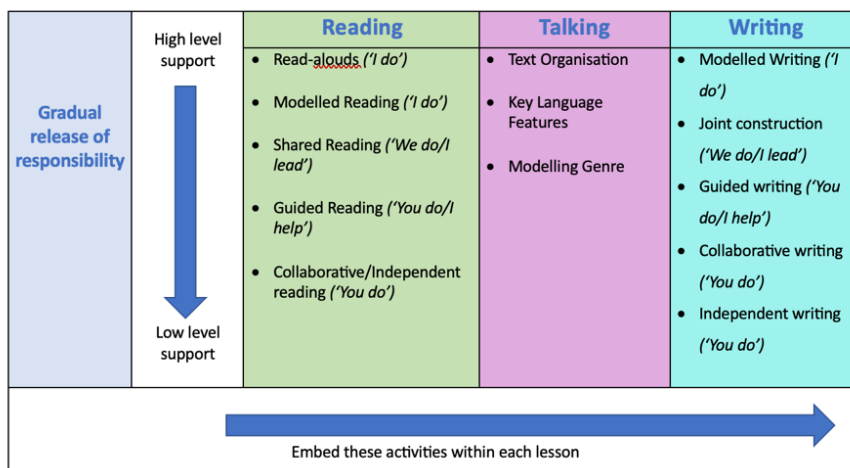 Gradual
release of
responsibility
High level
support
Low level
support
Reading
• Read-alouds (‘I do’)
• Modelled Reading (‘I do’)
• Shared Reading (‘We do/I
lead’)
• Guided Reading (‘You do/I
help’)
• Collaborative/Independent
reading (‘You do’)
Talking
• Text Organisation
• Key Language
Features
• Modelling Genre
Writing
• Modelled Writing (‘I
do’)
• Joint construction
(‘We do/I lead’)
• Guided writing (‘You
do/I help’)
• Collaborative writing
(‘You do’)
• Independent writing
(‘You do’)
Embed these activities within each lesson